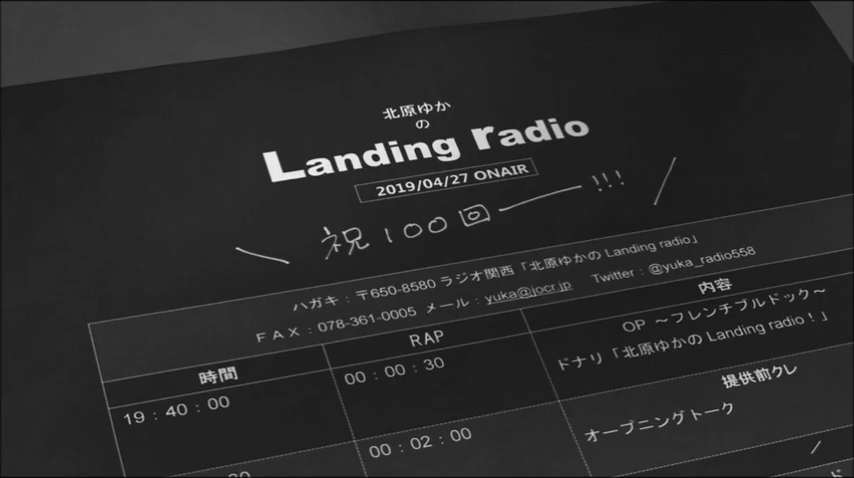 北原ゆか
の
Landing radio
2019/04/27 ONAIR
祝100回ー!!!
ハガキ：〒650-8580 ラジオ関西「北原ゆかの Landing radio」
ＦＡＸ：078-361-0005 メール：yuka@jocr.jp Twitter：@yuka_radio558
時間 RAP 内容
19：40：00 00：00：30 OP ～フレンチブルドック～
ドナリ「北原ゆかの Landing radio！」
提供前クレ
00：02：00 オープニングトーク